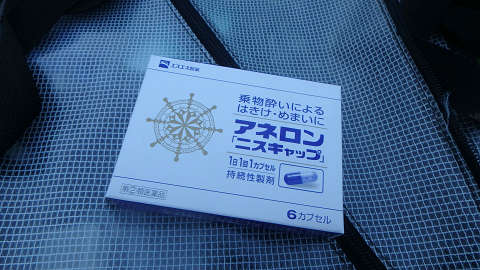 エスエス製薬
乗物酔いによる
はきけ・めまいに
アネロン
「ニスキャップ」
1日1回1カプセル
持続性製剤
第②類医薬品
6カプセル